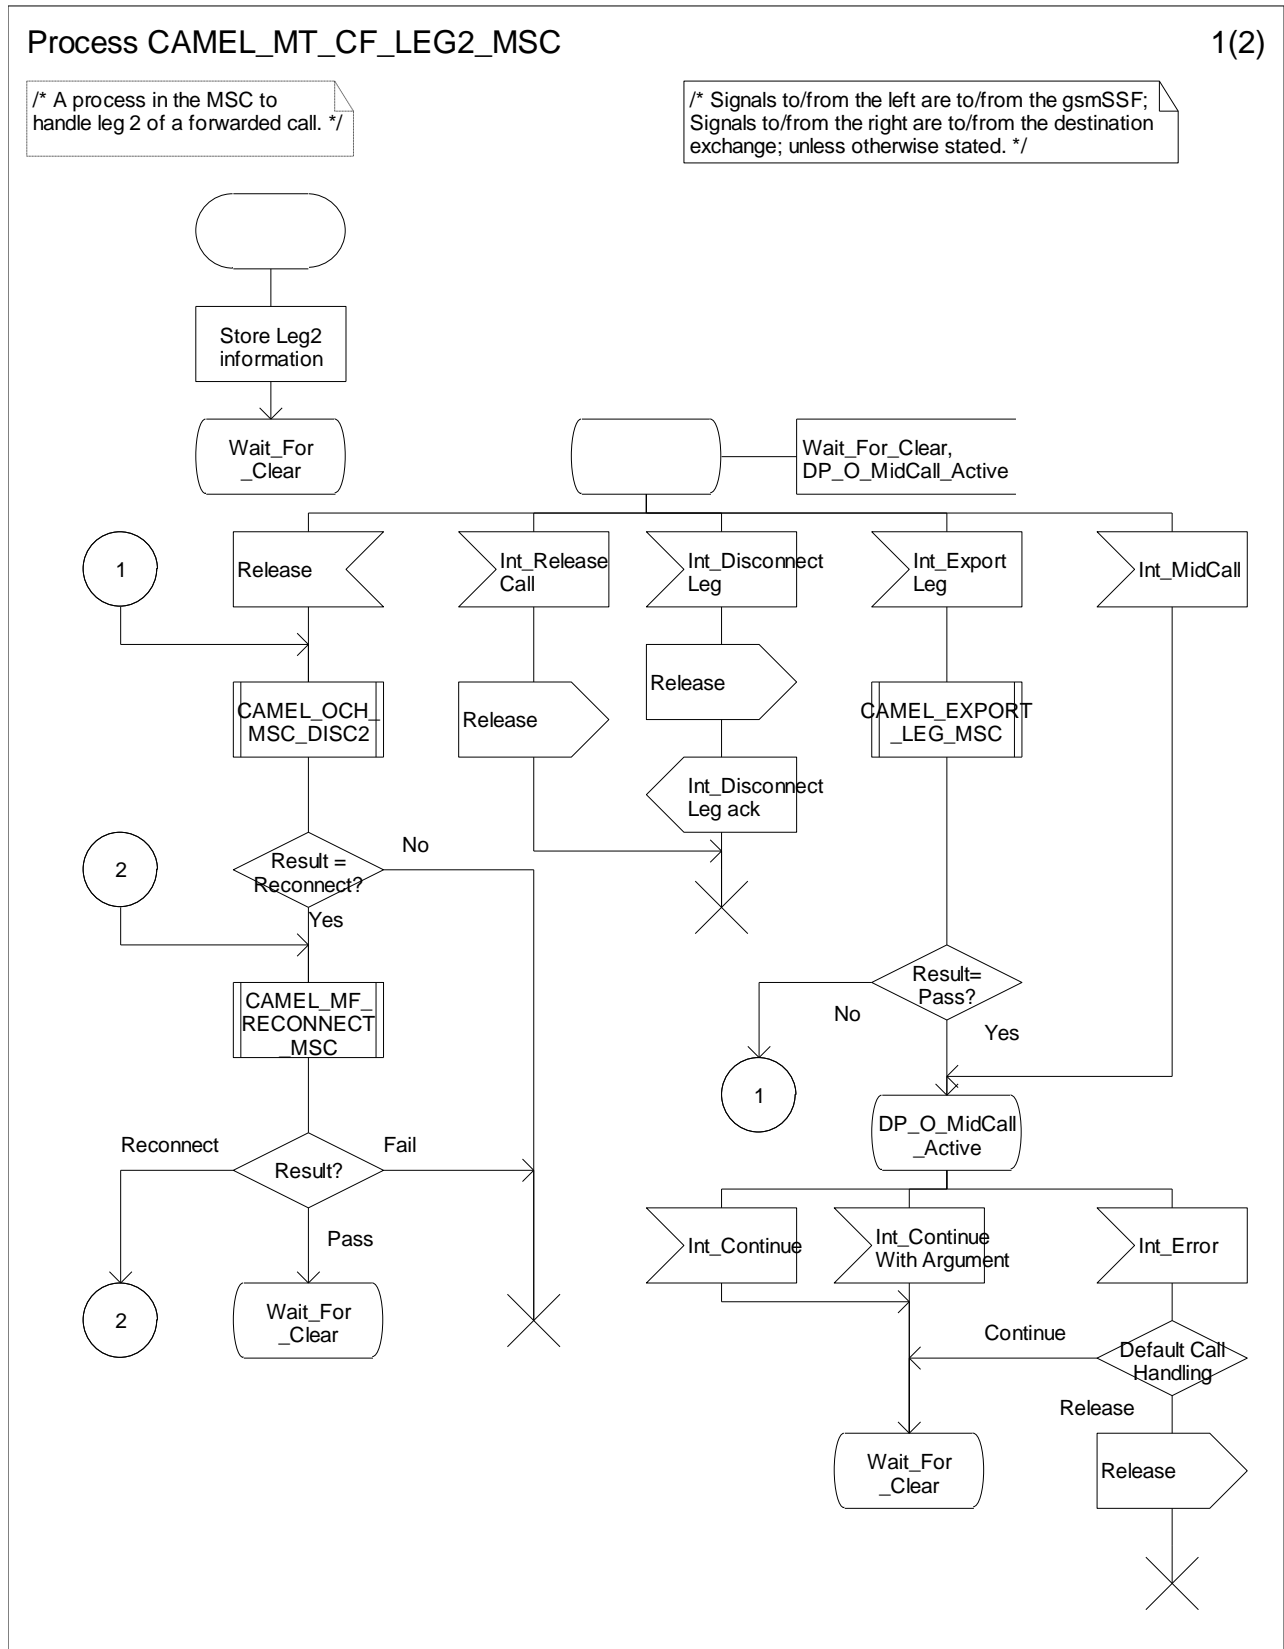 Process CAMEL_MT_CF_LEG2_MSC
1(2)
/* A process in the MSC to
handle leg 2 of a forwarded call. */
/* Signals to/from the left are to/from the gsmSSF;
Signals to/from the right are to/from the destination
exchange; unless otherwise stated. */
Store Leg2
information
Wait_For
_Clear
Wait_For_Clear,
DP_O_MidCall_Active
1
Release
Int_Release
Call
Int_Disconnect
Leg
Int_Export
Leg
Int_MidCall
CAMEL_OCH_
MSC_DISC2
Release
Release
CAMEL_EXPORT
_LEG_MSC
Int_Disconnect
Leg ack
2
Result =
Reconnect?
No
Yes
CAMEL_MF_
RECONNECT
_MSC
Result=
Pass?
No
Yes
1
DP_O_MidCall
_Active
Reconnect
Result?
Fail
Pass
Int_Continue
Int_Continue
With Argument
Int_Error
2
Wait_For
_Clear
Continue
Default Call
Handling
Release
Wait_For
_Clear
Release